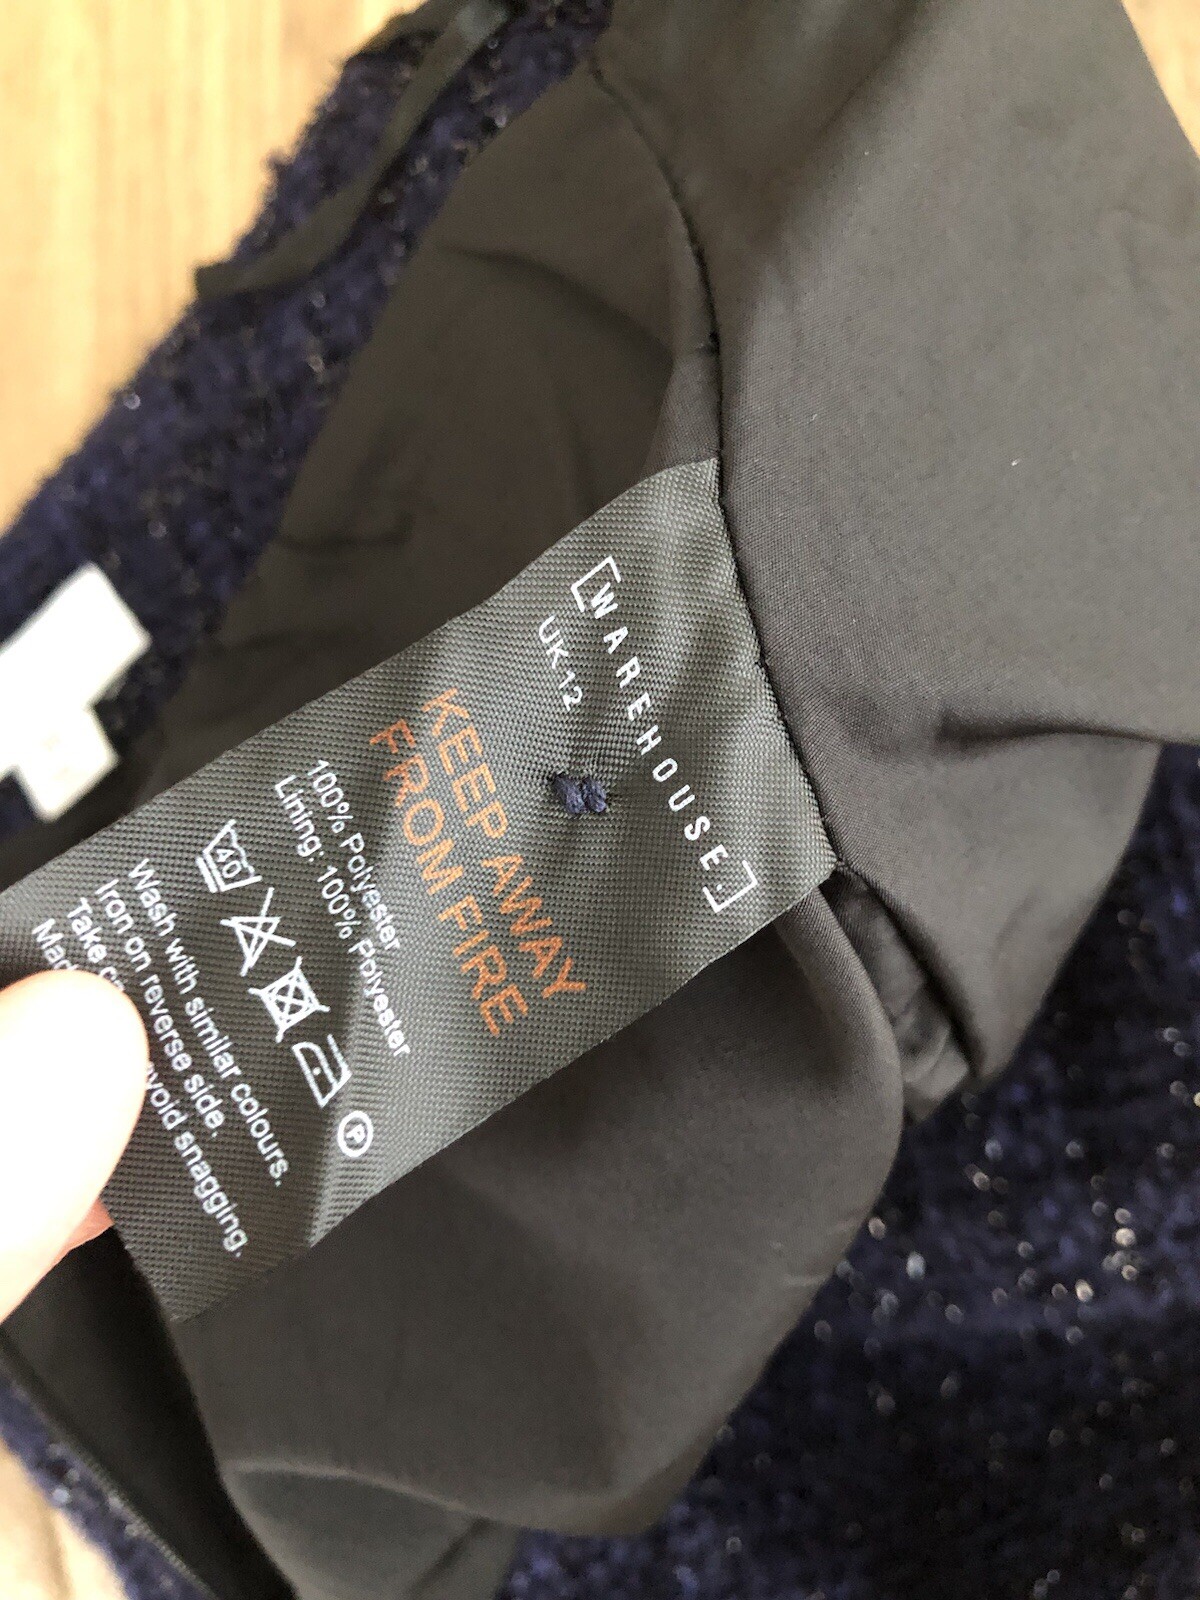 [WAREHOUSE.]
UK 12
KEEP AWAY
FROM FIRE
100% Polyester
Lining: 100% Polyester
40
P
Wash with similar colours.
Iron on reverse side.
Take avoid snagging.